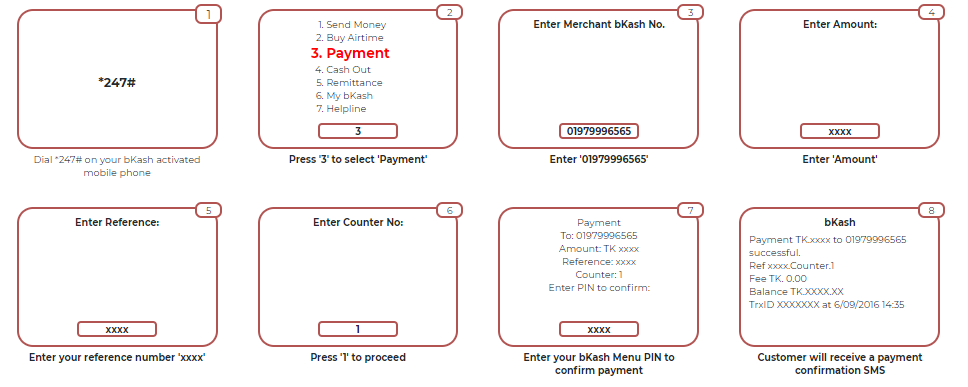 1
*247#
Dial *247# on your bKash activated
mobile phone
2
1. Send Money
2. Buy Airtime
3. Payment
4. Cash Out
5. Remittance
6. My bKash
7. Helpline
3
Press '3' to select 'Payment'
3
Enter Merchant bKash No.
01979996565
Enter '01979996565'
4
Enter Amount:
xxxx
Enter 'Amount'
5
Enter Reference:
xxxx
Enter your reference number 'xxxx'
6
Enter Counter No:
1
Press '1' to proceed
7
Payment
To: 01979996565
Amount: TK xxxx
Reference: xxxx
Counter: 1
Enter PIN to confirm:
xxxx
Enter your bKash Menu PIN to
confirm payment
8
bKash
Payment TK.xxxx to 01979996565
successful.
Ref xxxx.Counter.1
Fee TK. 0.00
Balance TK.XXXX.XX
TrxID XXXXXXX at 6/09/2016 14:35
Customer will receive a payment
confirmation SMS